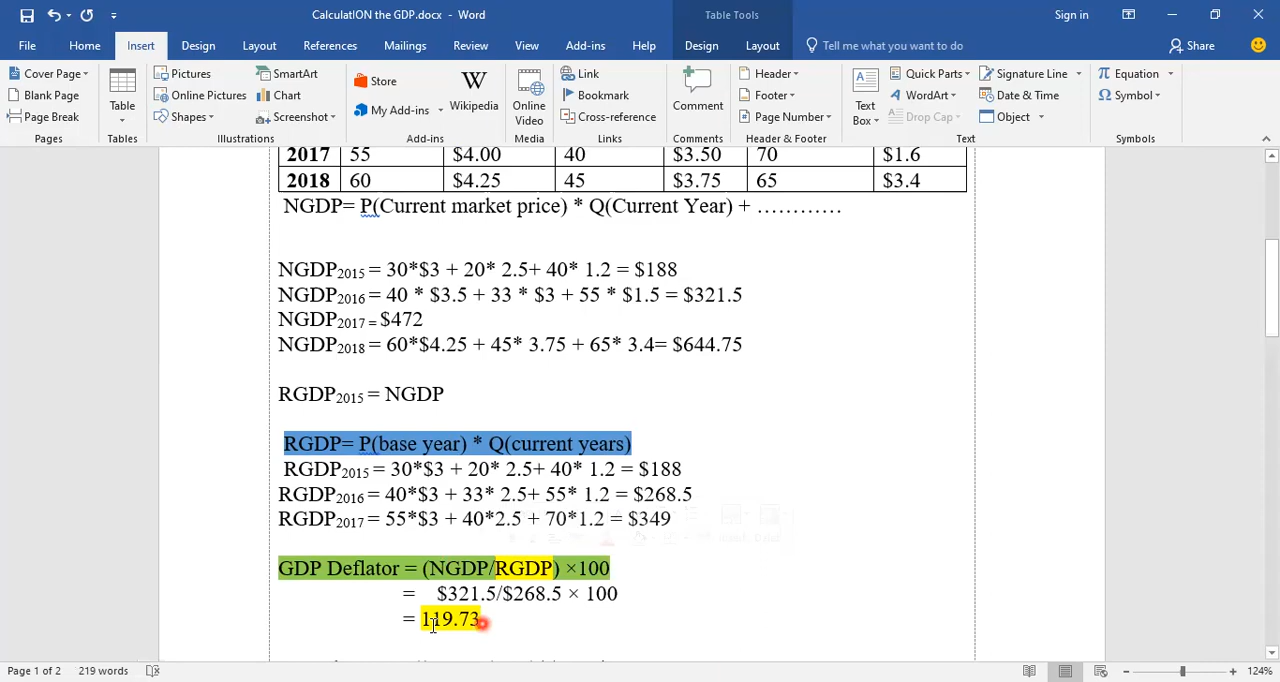 CalculatION the GDP.docx - Word
Table Tools
Sign in
File Home Insert Design Layout References Mailings Review View Add-ins Help Design Layout Tell me what you want to do Share
Cover Page
Blank Page
Page Break
Pages
Table
Tables
Pictures
Online Pictures
Shapes
SmartArt
Chart
Screenshot
Illustrations
Store
My Add-ins
Wikipedia
Add-ins
Online Video
Media
Link
Bookmark
Cross-reference
Links
Comment
Comments
Header
Footer
Page Number
Header & Footer
Text Box
Quick Parts
WordArt
Drop Cap
Signature Line
Date & Time
Object
Text
Equation
Symbol
Symbols
2017 55 $4.00 40 $3.50 70 $1.6
2018 60 $4.25 45 $3.75 65 $3.4
NGDP= P(Current market price) * Q(Current Year) + …………
NGDP2015 = 30*$3 + 20* 2.5+ 40* 1.2 = $188
NGDP2016 = 40 * $3.5 + 33 * $3 + 55 * $1.5 = $321.5
NGDP2017 = $472
NGDP2018 = 60*$4.25 + 45* 3.75 + 65* 3.4= $644.75
RGDP2015 = NGDP
RGDP= P(base year) * Q(current years)
RGDP2015 = 30*$3 + 20* 2.5+ 40* 1.2 = $188
RGDP2016 = 40*$3 + 33* 2.5+ 55* 1.2 = $268.5
RGDP2017 = 55*$3 + 40*2.5 + 70*1.2 = $349
GDP Deflator = (NGDP/RGDP) ×100
= $321.5/$268.5 × 100
= 119.73
Page 1 of 2 219 words 124%